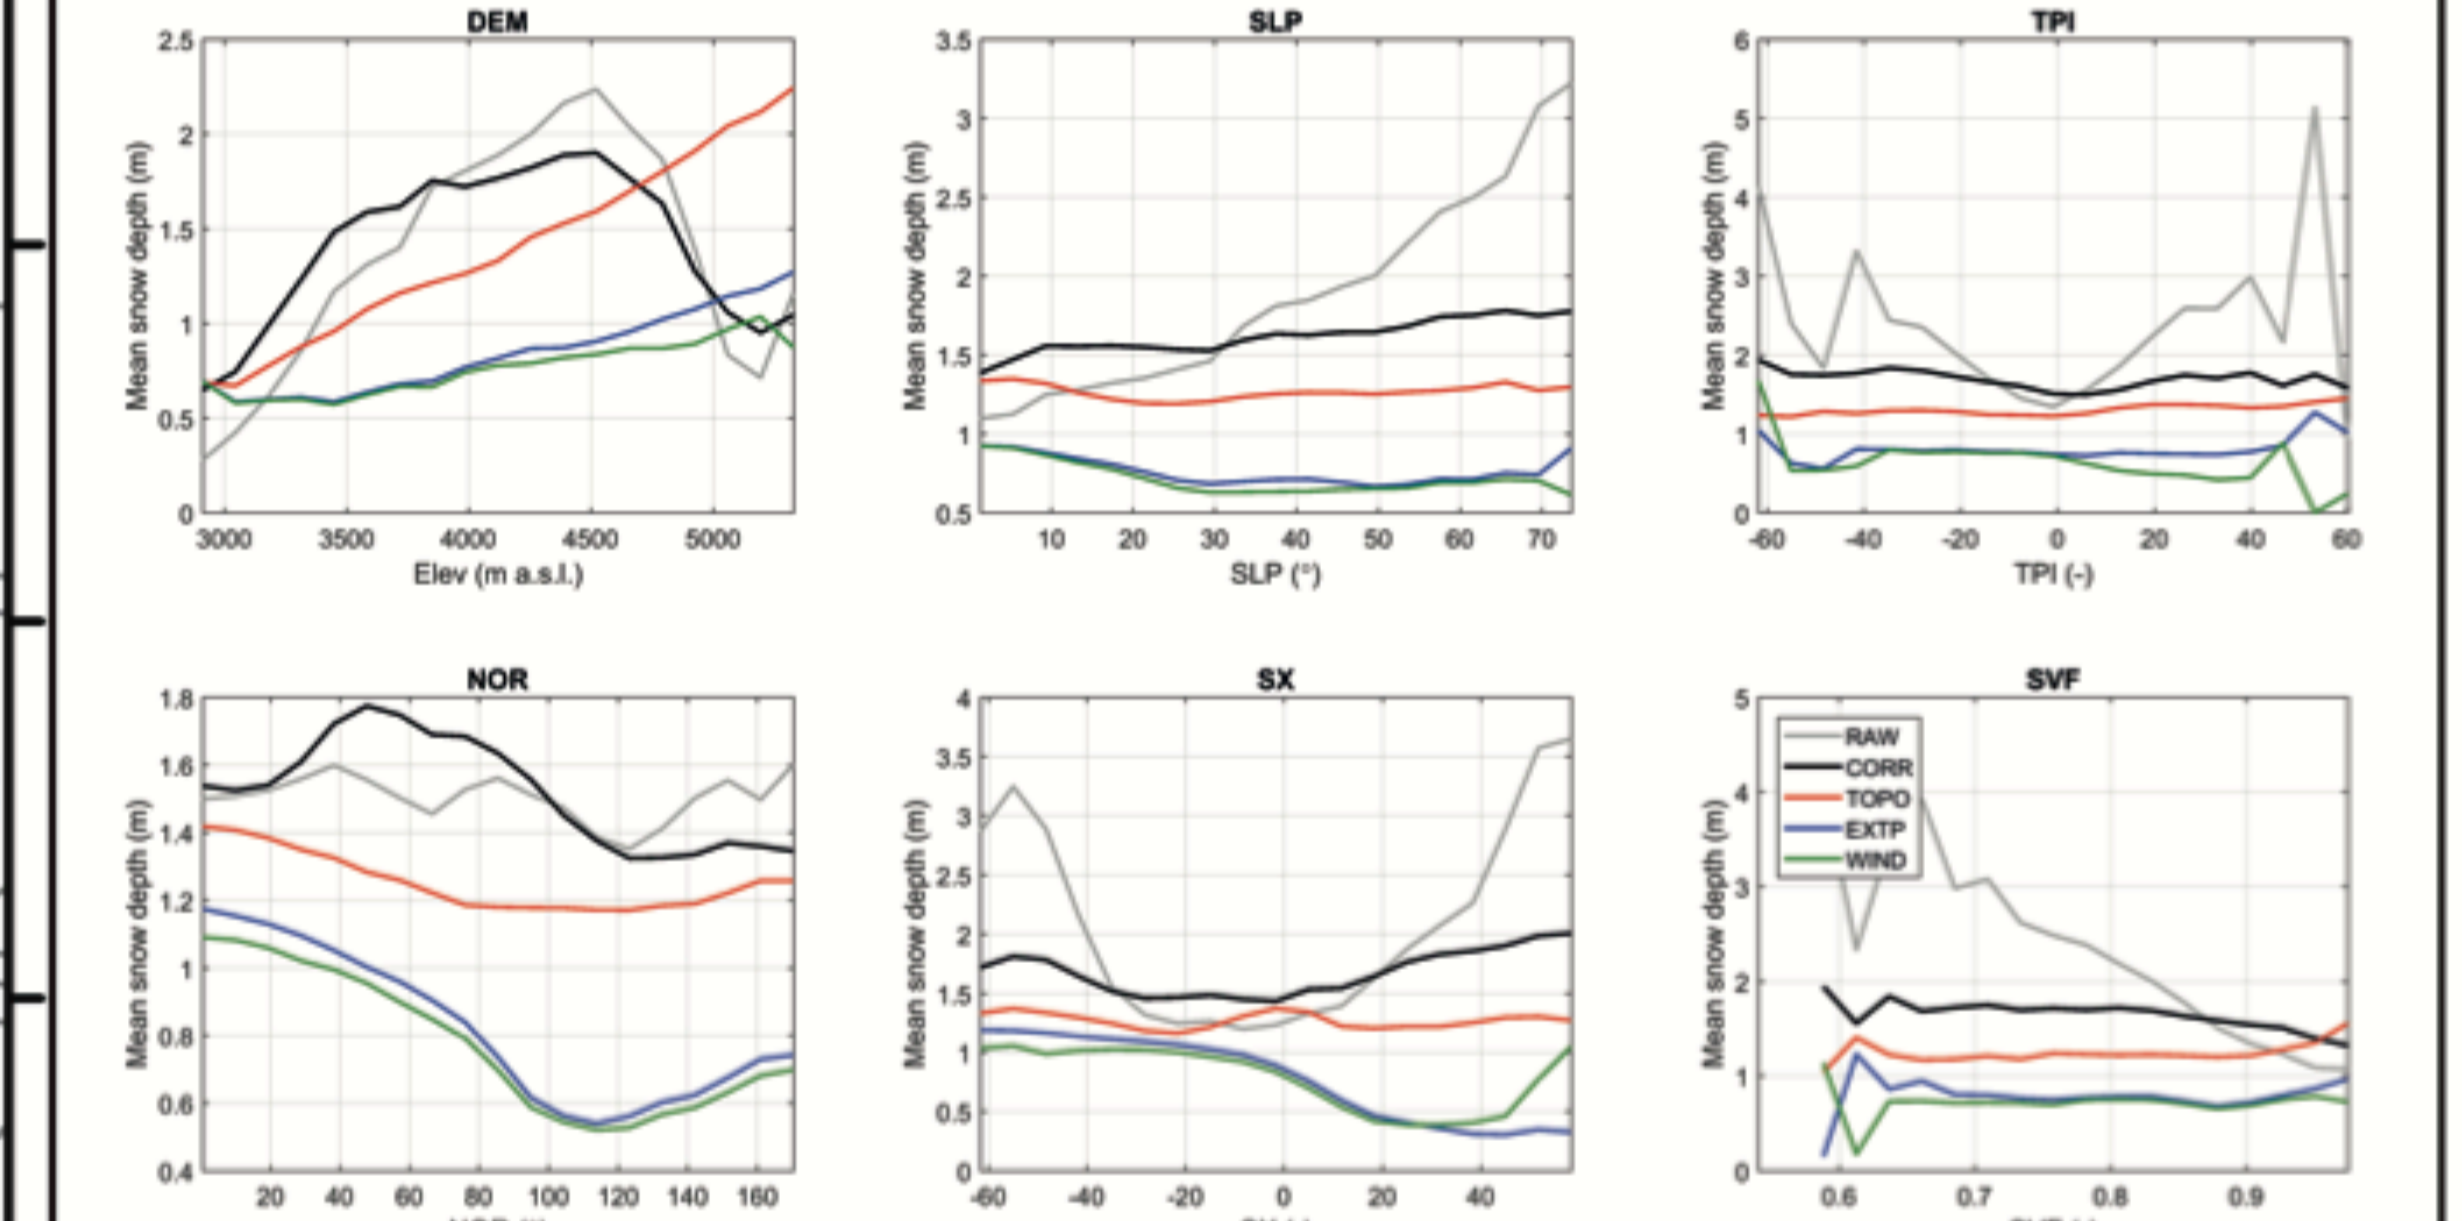 DEM
2.5
2
1.5
1
0.5
0
Mean snow depth (m)
3000 3500 4000 4500 5000
Elev (m a.s.l.)
SLP
3.5
3
2.5
2
1.5
1
0.5
Mean snow depth (m)
10 20 30 40 50 60 70
SLP (°)
TPI
6
5
4
3
2
1
0
Mean snow depth (m)
-60 -40 -20 0 20 40 60
TPI (-)
NOR
1.8
1.6
1.4
1.2
1
0.8
0.6
0.4
Mean snow depth (m)
20 40 60 80 100 120 140 160
SX
4
3.5
3
2.5
2
1.5
1
0.5
0
Mean snow depth (m)
-60 -40 -20 0 20 40
SVF
5
4
3
2
1
0
Mean snow depth (m)
RAW
CORR
TOPO
EXTP
WIND
0.6 0.7 0.8 0.9